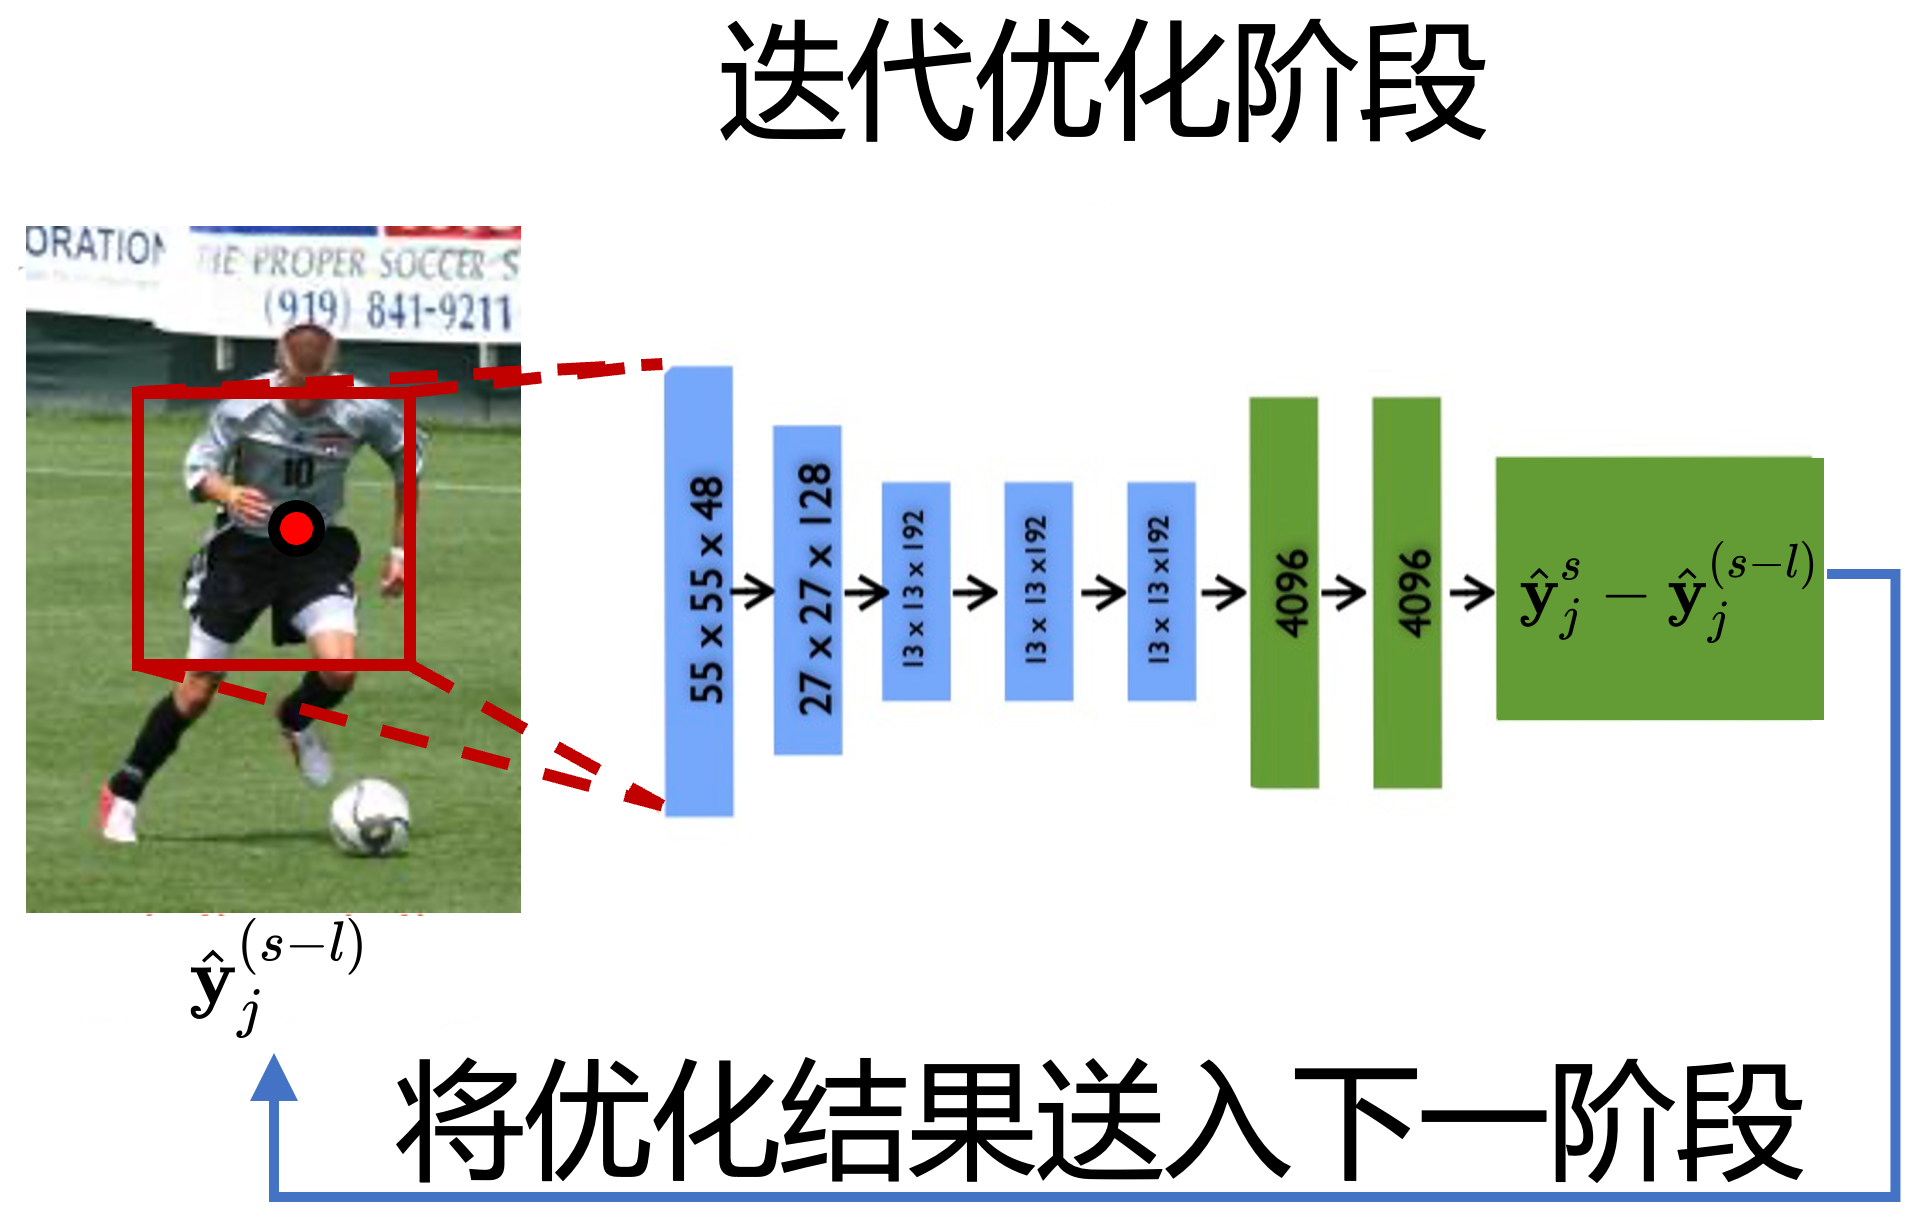 迭代优化阶段
ORATION
THE PROPER SOCCER S
(919) 841-9211
10
55 x 55 x 48
27 x 27 x 128
13 x 13 x 192
13 x 13 x192
13 x 13 x192
4096
4096
ŷ_j^s − ŷ_j^(s−l)
ŷ_j^(s−l)
将优化结果送入下一阶段